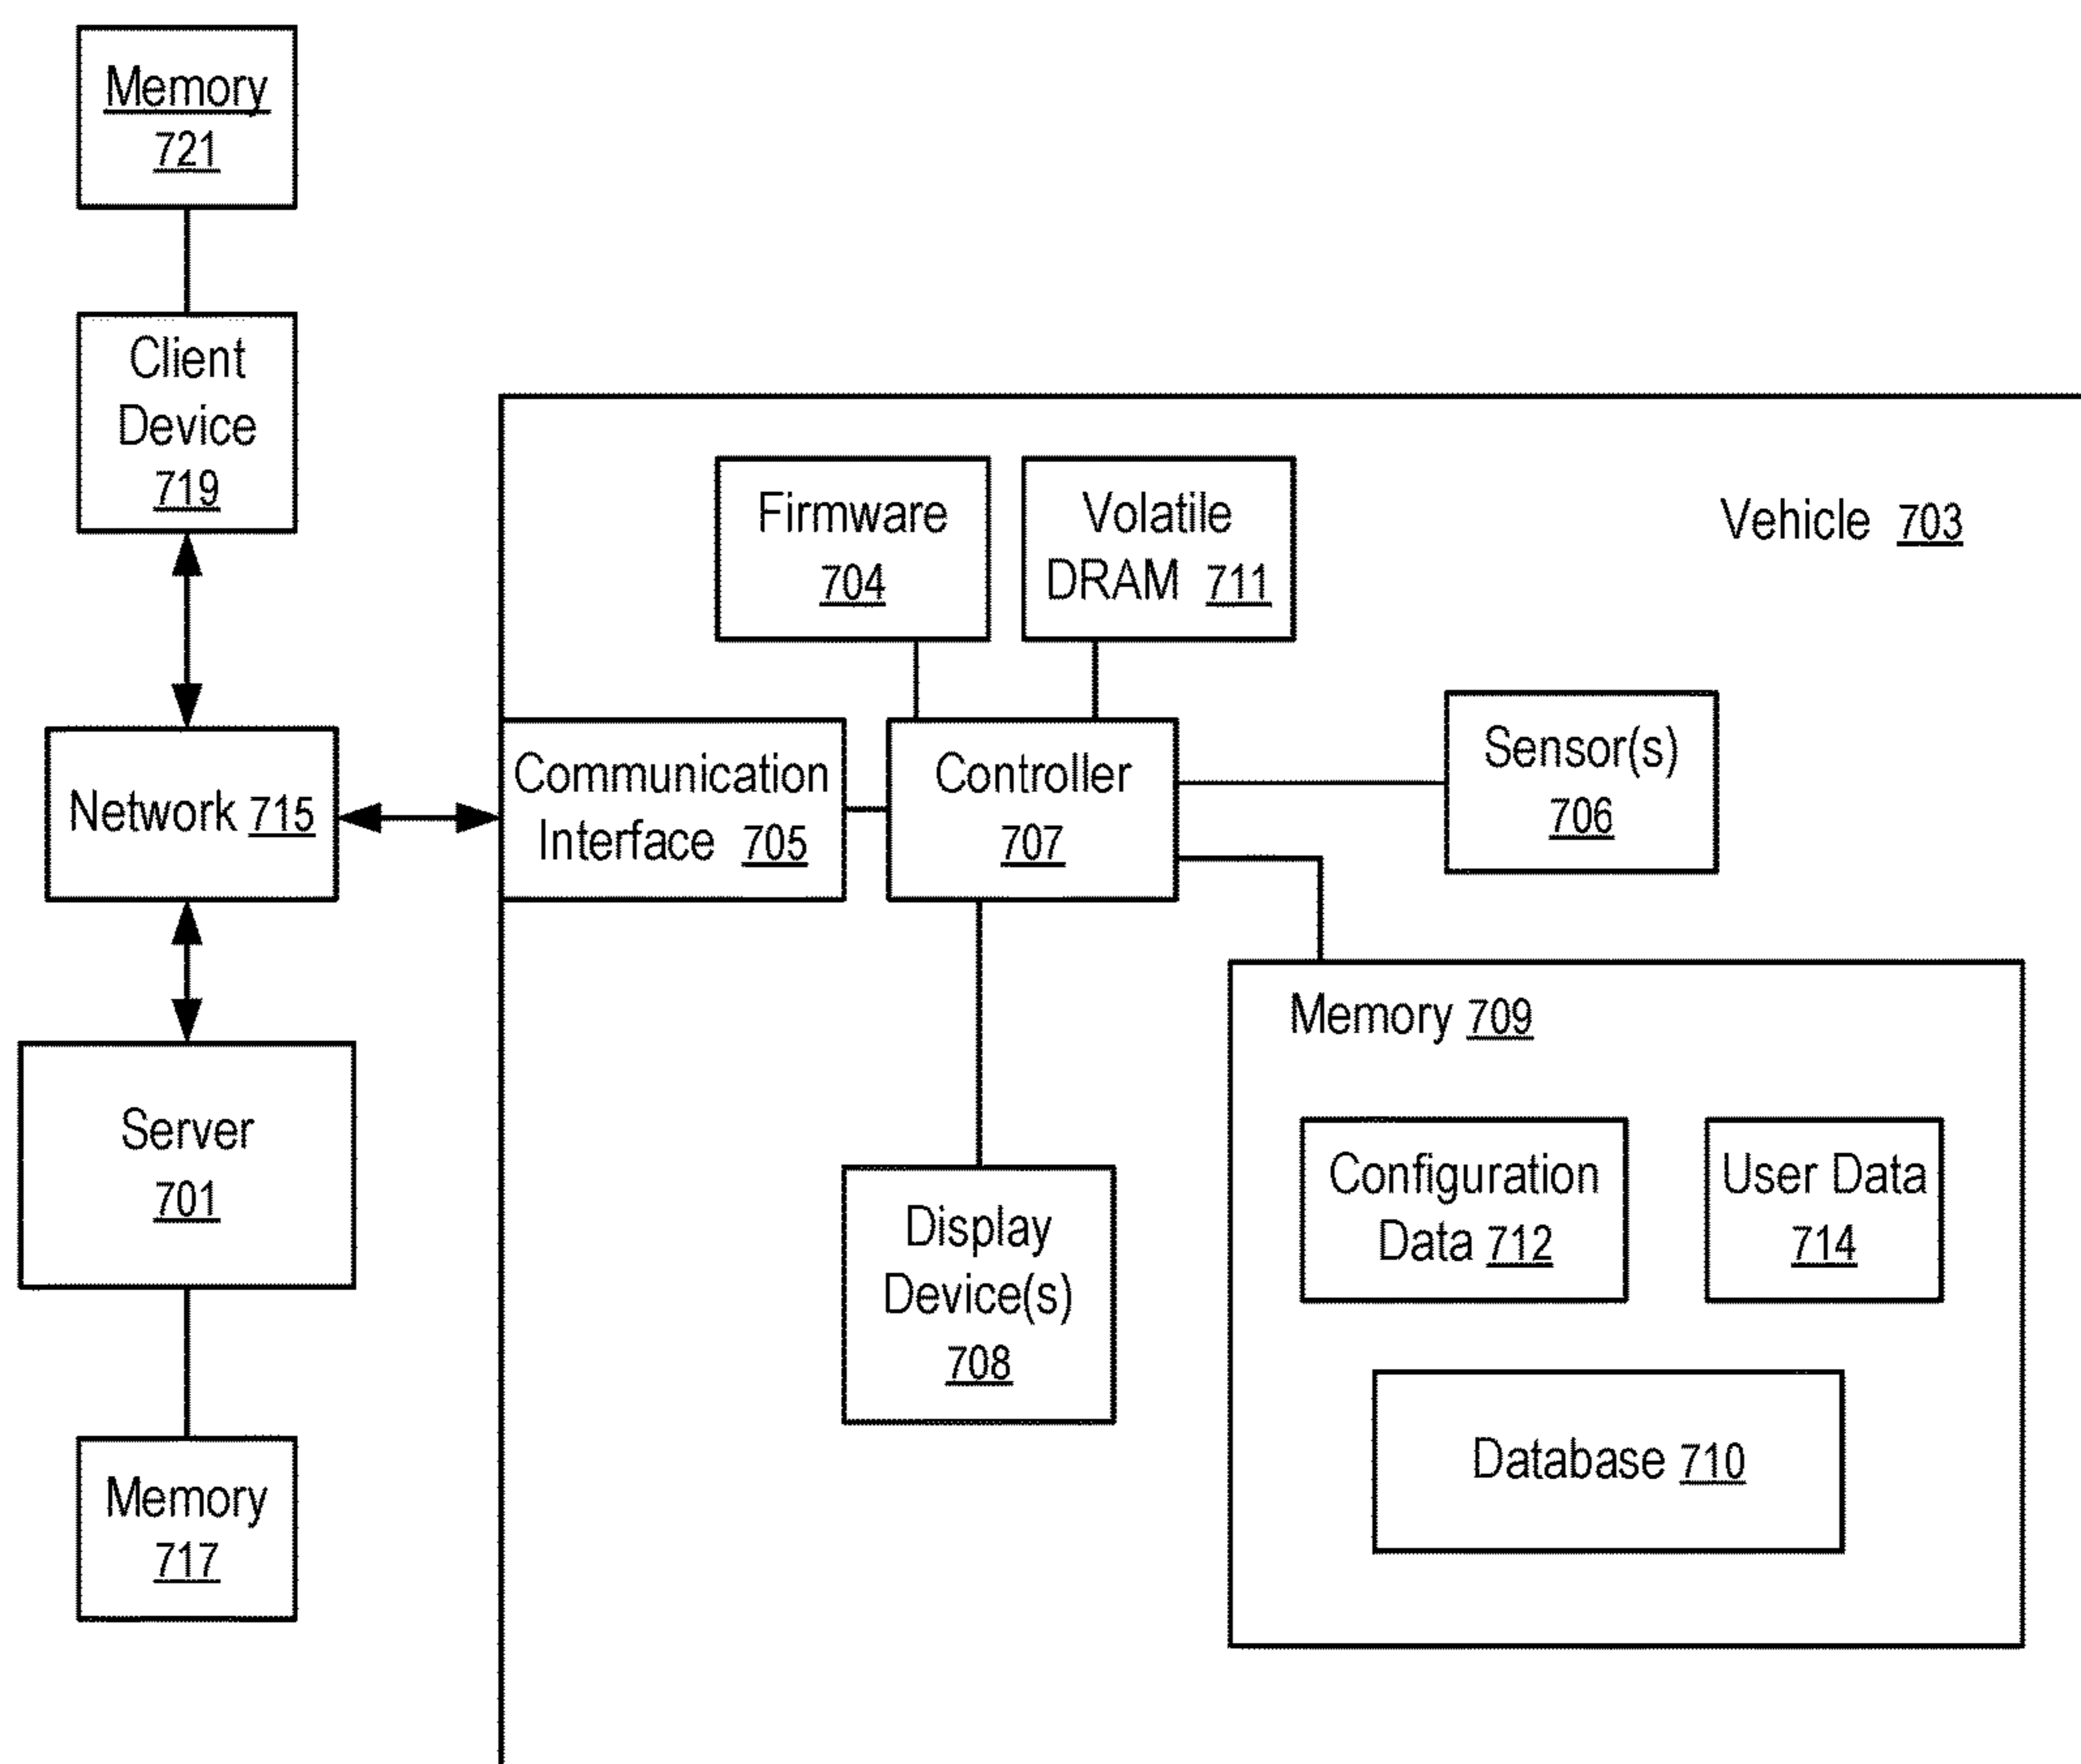 Memory
721
Client
Device
719
Network 715
Server
701
Memory
717
Vehicle 703
Firmware
704
Volatile
DRAM 711
Communication
Interface 705
Controller
707
Sensor(s)
706
Display
Device(s)
708
Memory 709
Configuration
Data 712
User Data
714
Database 710